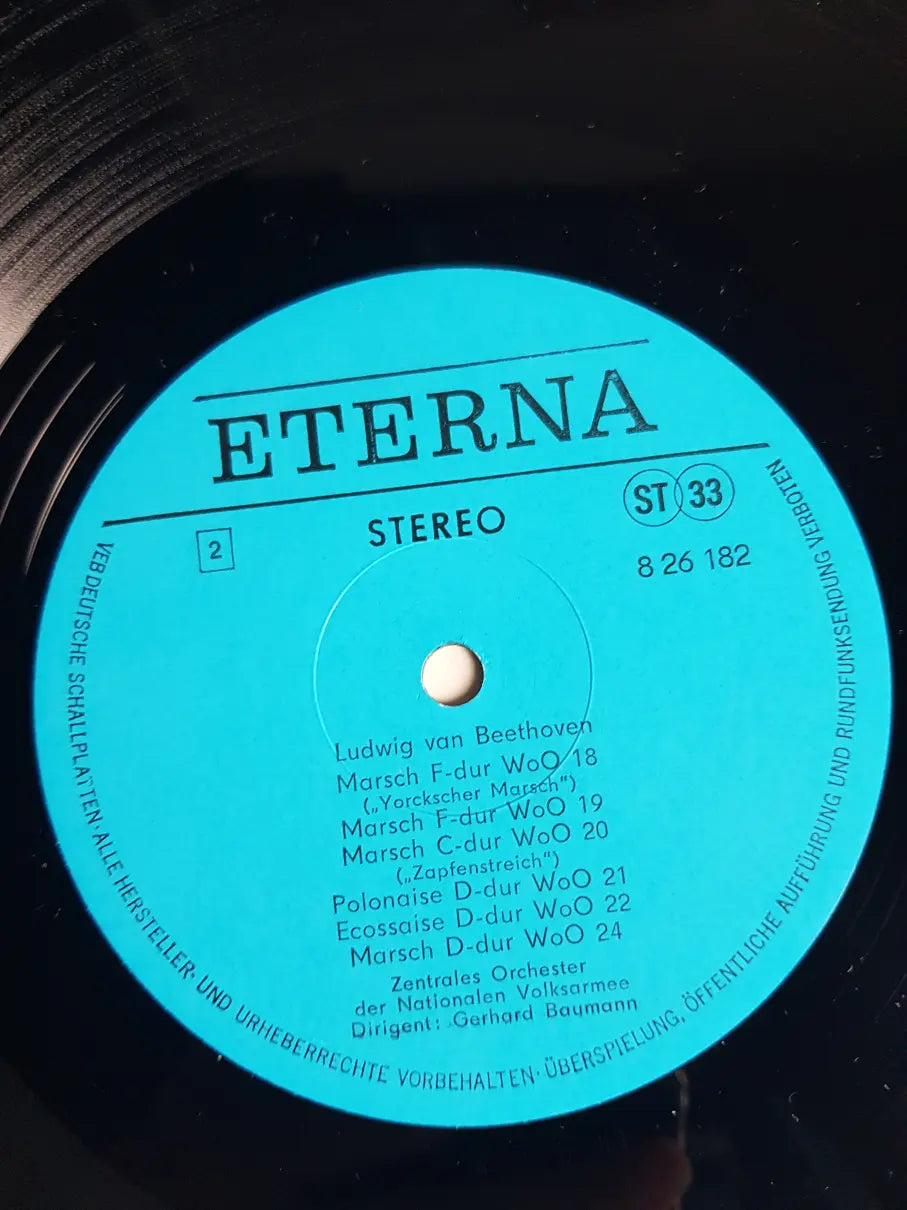 ETERNA
2
STEREO
ST 33
8 26 182
Ludwig van Beethoven
Marsch F-dur WoO 18
(„Yorckscher Marsch“)
Marsch F-dur WoO 19
Marsch C-dur WoO 20
(„Zapfenstreich“)
Polonaise D-dur WoO 21
Ecossaise D-dur WoO 22
Marsch D-dur WoO 24
Zentrales Orchester
der Nationalen Volksarmee
Dirigent: Gerhard Baumann
VEB DEUTSCHE SCHALLPLATTEN · ALLE HERSTELLER- UND URHEBERRECHTE VORBEHALTEN · ÜBERSPIELUNG, ÖFFENTLICHE AUFFÜHRUNG UND RUNDFUNKSENDUNG VERBOTEN